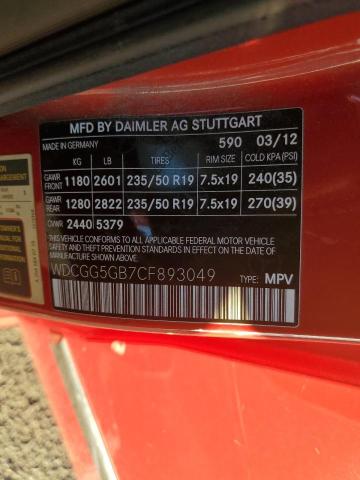 MFD BY DAIMLER AG STUTTGART
MADE IN GERMANY 590 03/12
KG LB TIRES RIM SIZE COLD KPA (PSI)
GAWR FRONT 1180 2601 235/50 R19 7.5x19 240(35)
GAWR REAR 1280 2822 235/50 R19 7.5x19 270(39)
GVWR 2440 5379
THIS VEHICLE CONFORMS TO ALL APPLICABLE FEDERAL MOTOR VEHICLE SAFETY AND THEFT PREVENTION STANDARDS IN EFFECT ON THE DATE OF MANUFACTURE SHOWN ABOVE.
WDCGG5GB7CF893049 TYPE: MPV